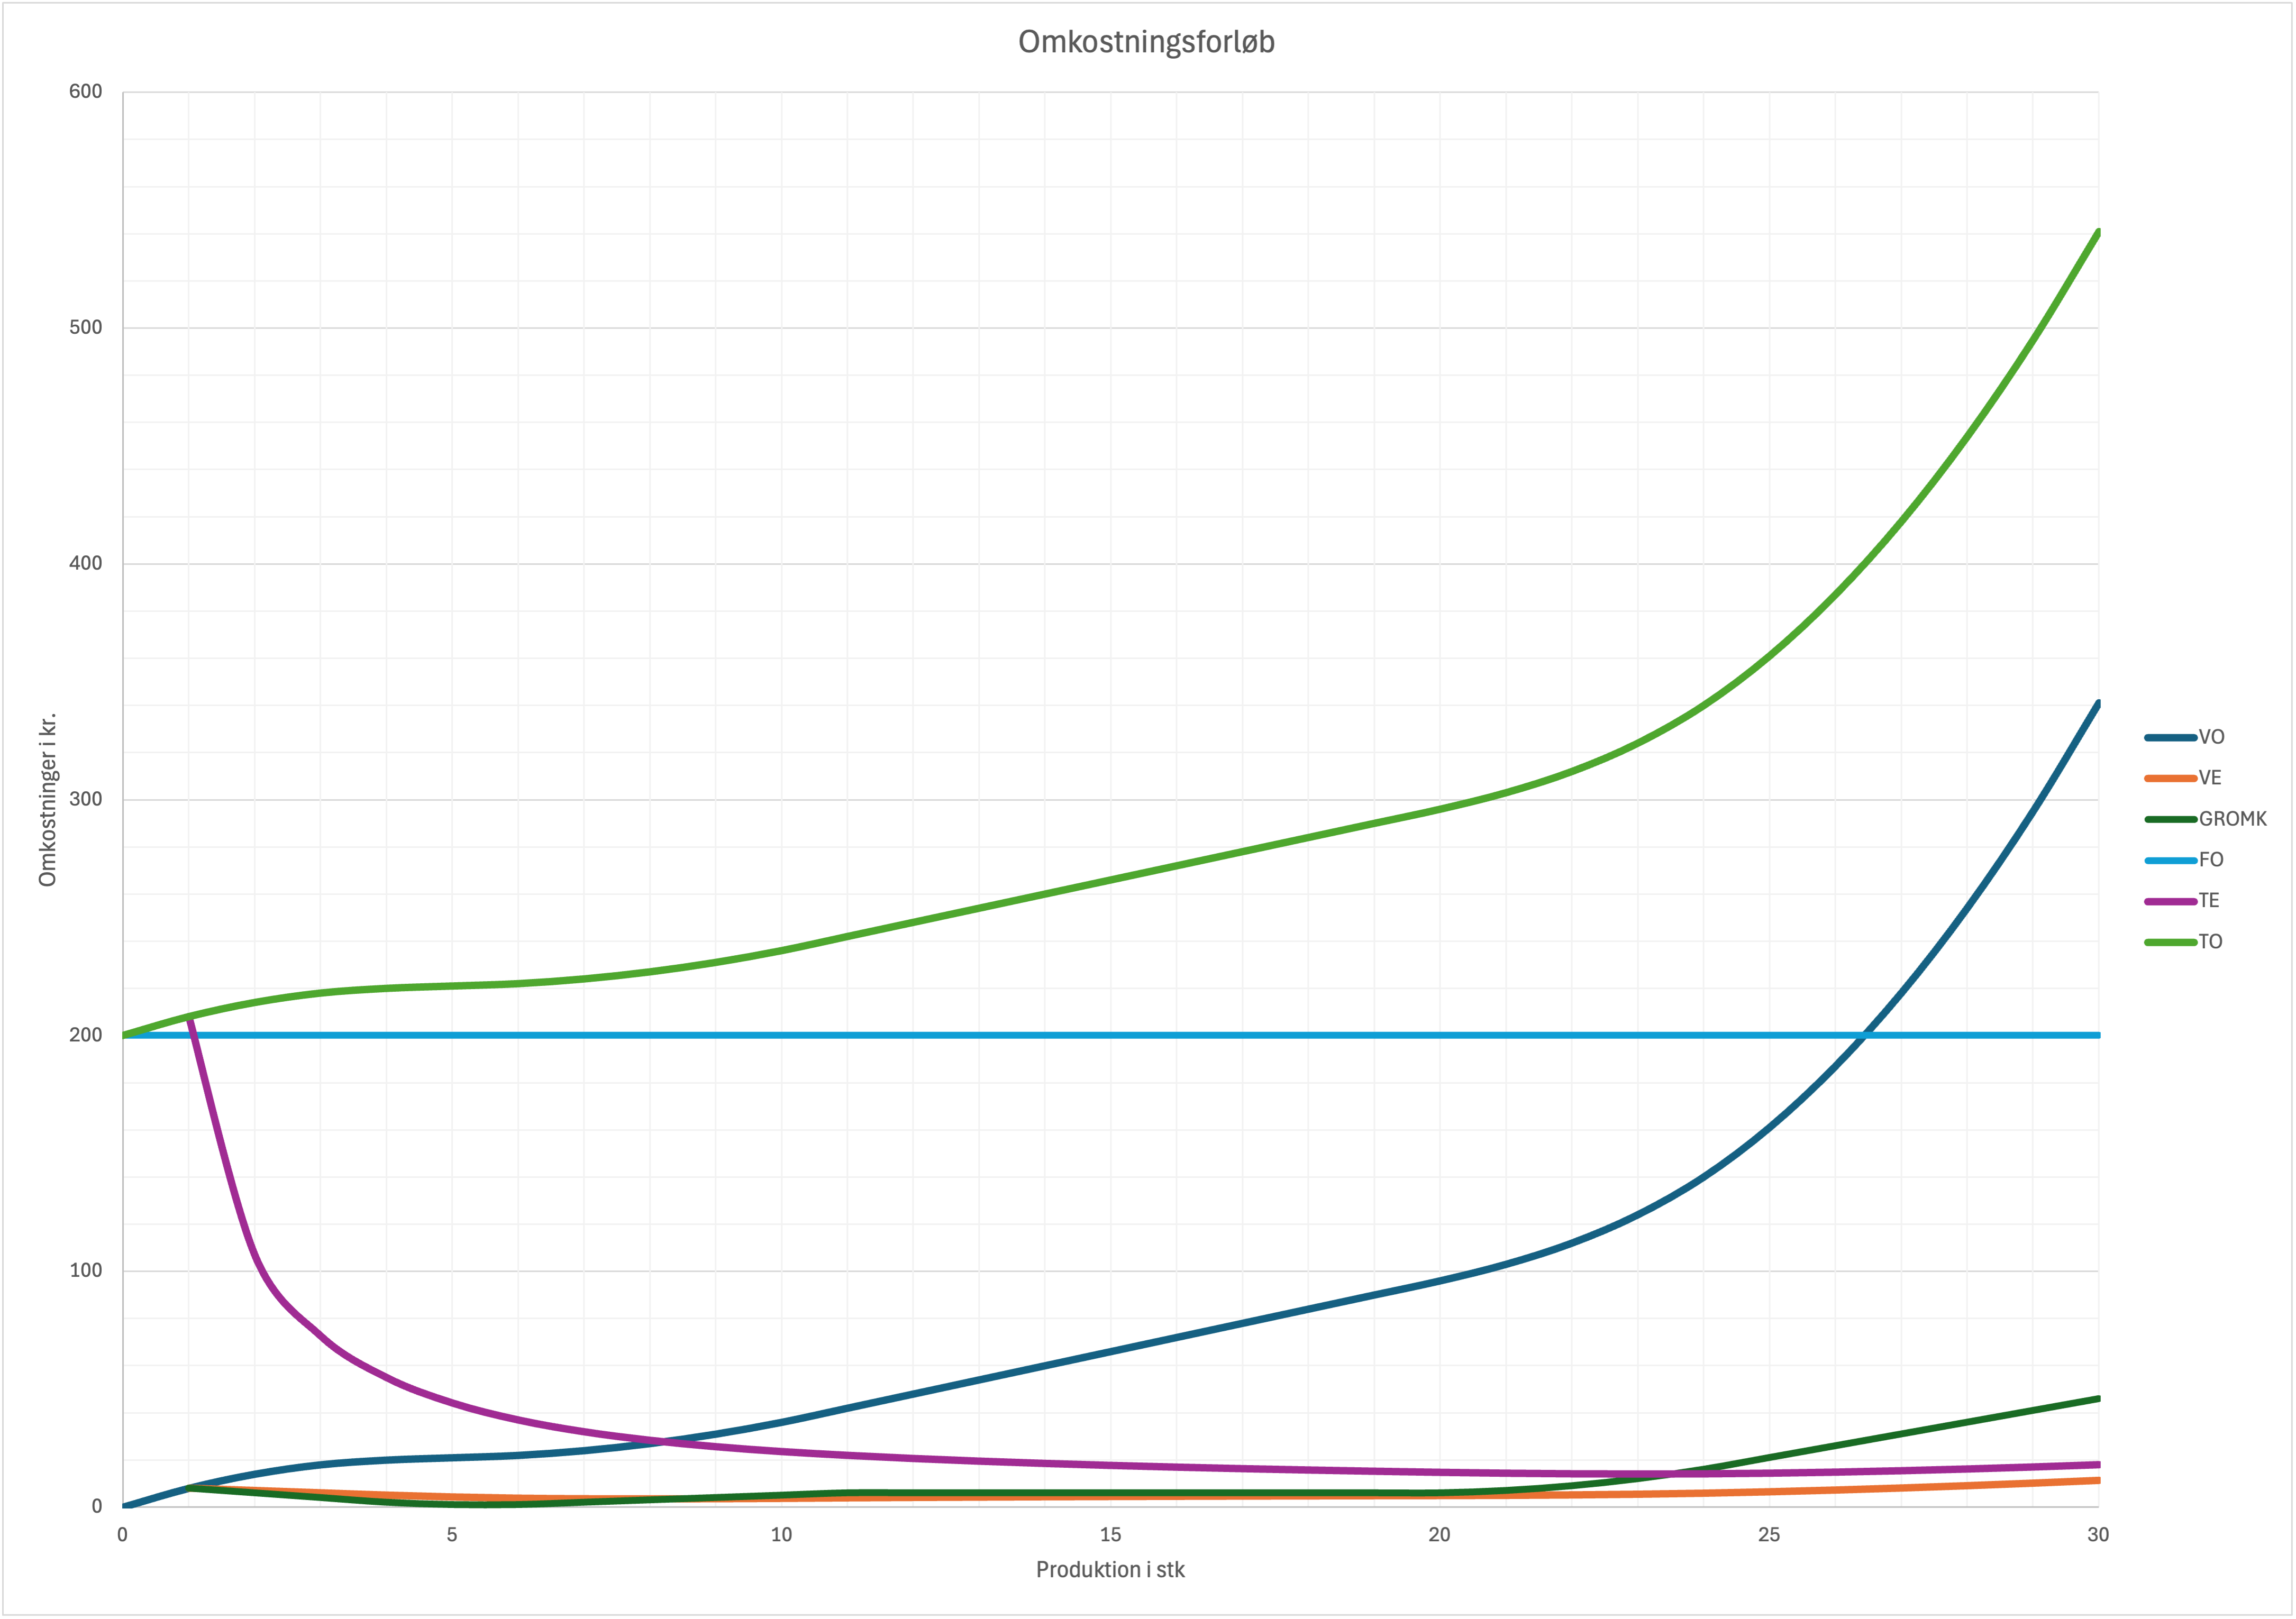 Omkostningsforløb
600
500
400
300
200
100
0
Omkostninger i kr.
0 5 10 15 20 25 30
Produktion i stk
VO
VE
GROMK
FO
TE
TO